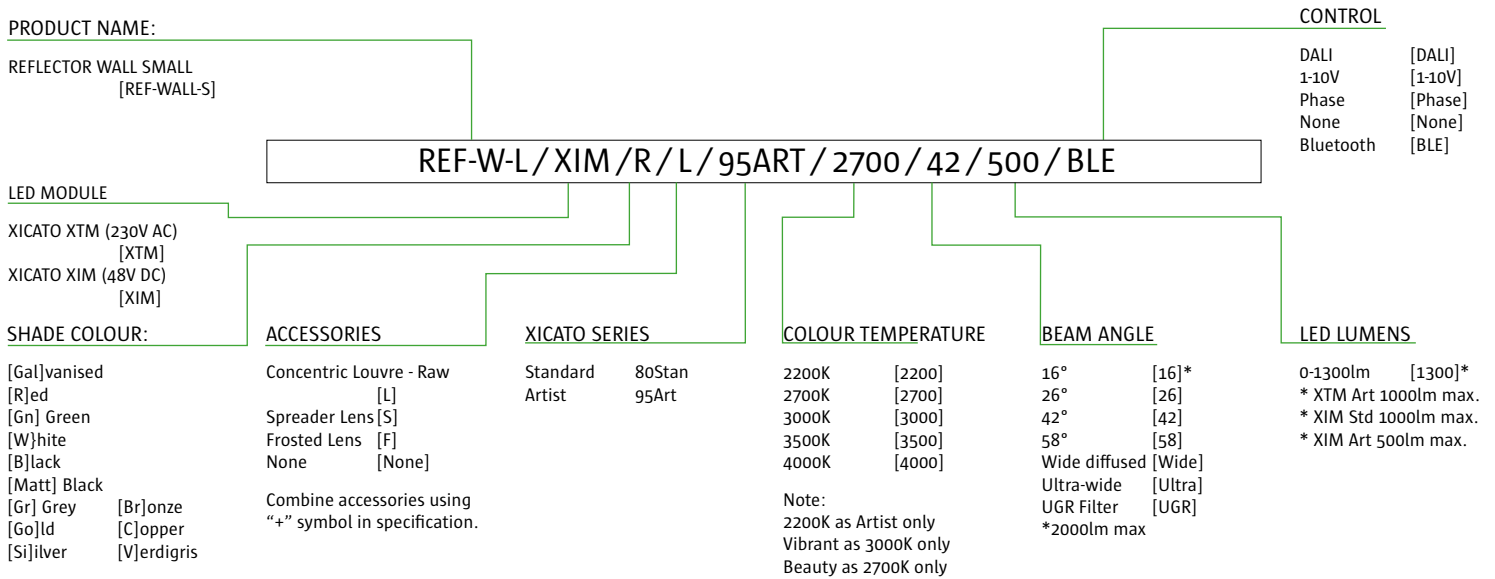 PRODUCT NAME:
REFLECTOR WALL SMALL
[REF-WALL-S]
CONTROL
DALI [DALI]
1-10V [1-10V]
Phase [Phase]
None [None]
Bluetooth [BLE]
REF-W-L / XIM / R / L / 95ART / 2700 / 42 / 500 / BLE
LED MODULE
XICATO XTM (230V AC)
[XTM]
XICATO XIM (48V DC)
[XIM]
SHADE COLOUR:
[Gal]vanised
[R]ed
[Gn] Green
[W}hite
[B]lack
[Matt] Black
[Gr] Grey [Br]onze
[Go]ld [C]opper
[Si]ilver [V]erdigris
ACCESSORIES
Concentric Louvre - Raw
[L]
Spreader Lens [S]
Frosted Lens [F]
None [None]
Combine accessories using
“+” symbol in specification.
XICATO SERIES
Standard 80Stan
Artist 95Art
COLOUR TEMPERATURE
2200K [2200]
2700K [2700]
3000K [3000]
3500K [3500]
4000K [4000]
Note:
2200K as Artist only
Vibrant as 3000K only
Beauty as 2700K only
BEAM ANGLE
16° [16]*
26° [26]
42° [42]
58° [58]
Wide diffused [Wide]
Ultra-wide [Ultra]
UGR Filter [UGR]
*2000lm max
LED LUMENS
0-1300lm [1300]*
* XTM Art 1000lm max.
* XIM Std 1000lm max.
* XIM Art 500lm max.